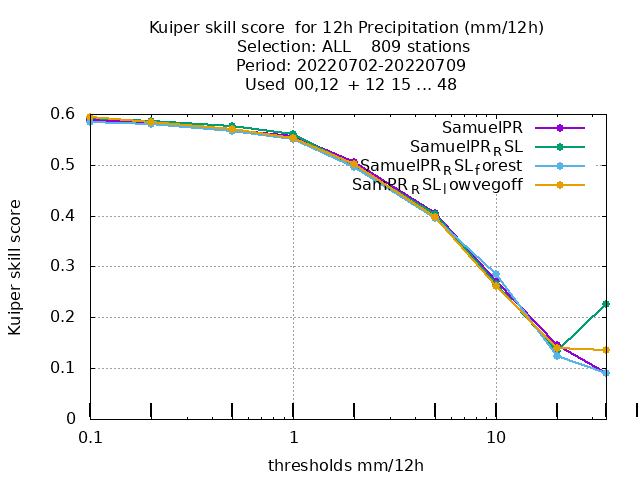 Kuiper skill score  for 12h Precipitation (mm/12h)
Selection: ALL    809 stations
Period: 20220702-20220709
Used  00,12  + 12 15 ... 48
SamuelPR
SamuelPR_RSL
SamuelPR_RSL_forest
SamPR_RSL_lowvegoff
Kuiper skill score
0.6
0.5
0.4
0.3
0.2
0.1
0
0.1 1 10
thresholds mm/12h